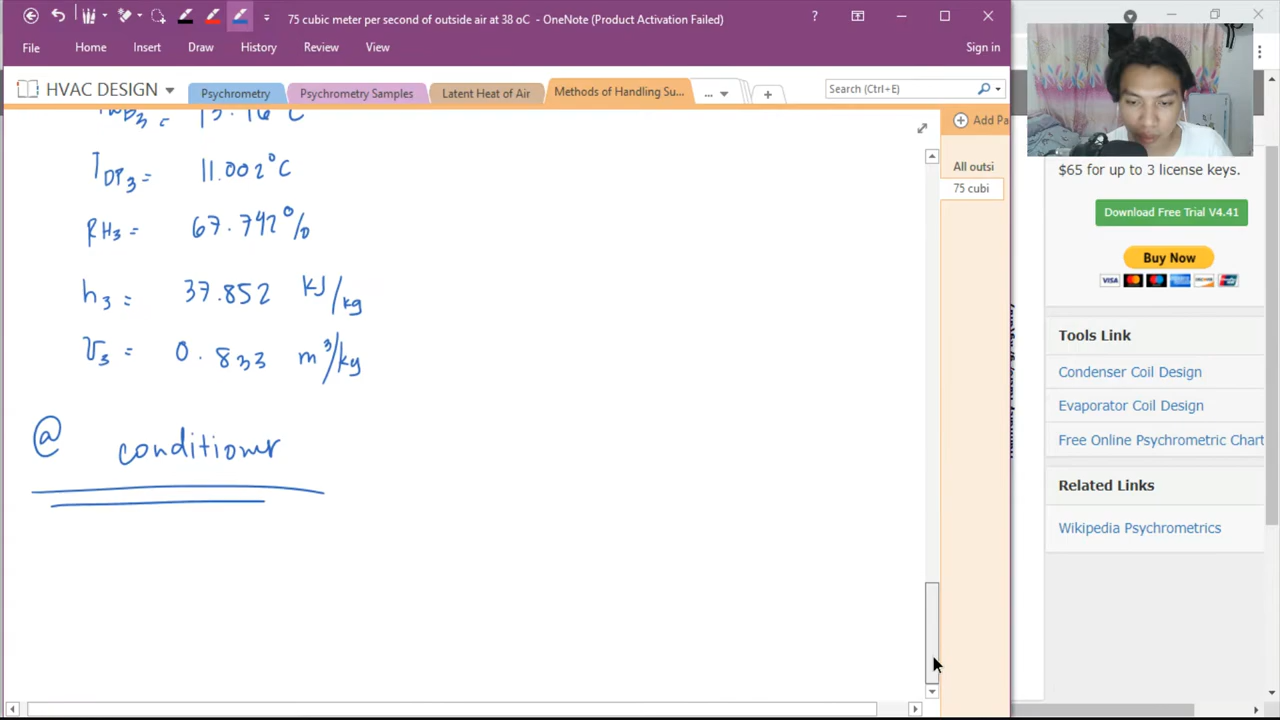 75 cubic meter per second of outside air at 38 oC - OneNote (Product Activation Failed)
?
File
Home
Insert
Draw
History
Review
View
Sign in
HVAC DESIGN
Psychrometry
Psychrometry Samples
Latent Heat of Air
Methods of Handling Su...
...
+
Search (Ctrl+E)
Add Pa
All outsi
75 cubi
TDP3 = 11.002°C
RH3 = 67.742%
h3 = 37.852 kJ/kg
V3 = 0.833 m3/kg
@ conditioner
$65 for up to 3 license keys.
Download Free Trial V4.41
Buy Now
VISA
Tools Link
Condenser Coil Design
Evaporator Coil Design
Free Online Psychrometric Chart
Related Links
Wikipedia Psychrometrics